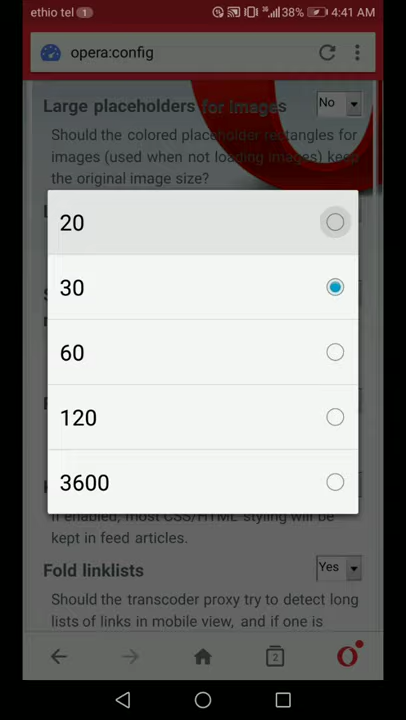 ethio tel 1 38% 4:41 AM
opera:config
Large placeholders for images No
Should the colored placeholder rectangles for
images (used when not loading images) keep
the original image size?
20
30
60
120
3600
If enabled, most CSS/HTML styling will be
kept in feed articles.
Fold linklists Yes
Should the transcoder proxy try to detect long
lists of links in mobile view, and if one is
2